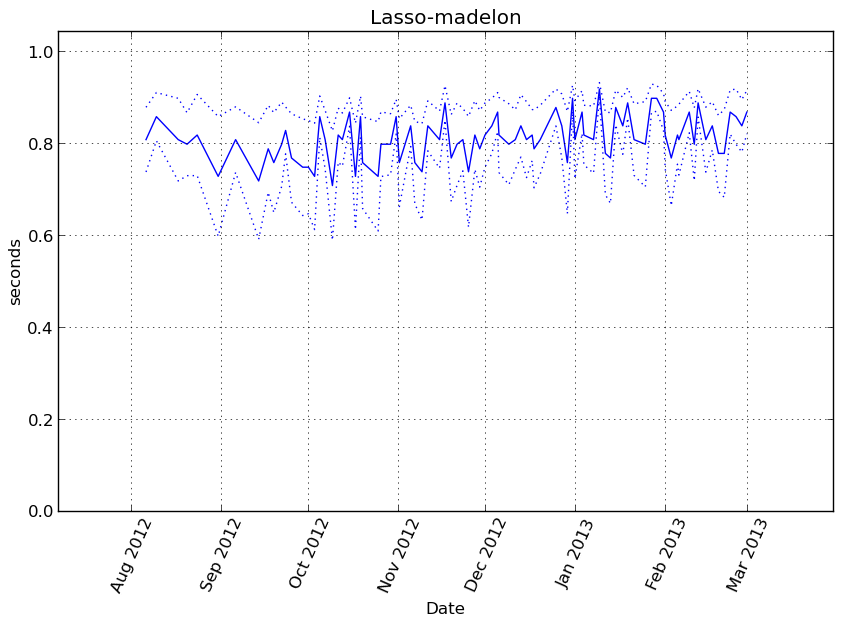 Lasso-madelon
1.0
0.8
0.6
0.4
0.2
0.0
seconds
Aug 2012
Sep 2012
Oct 2012
Nov 2012
Dec 2012
Jan 2013
Feb 2013
Mar 2013
Date